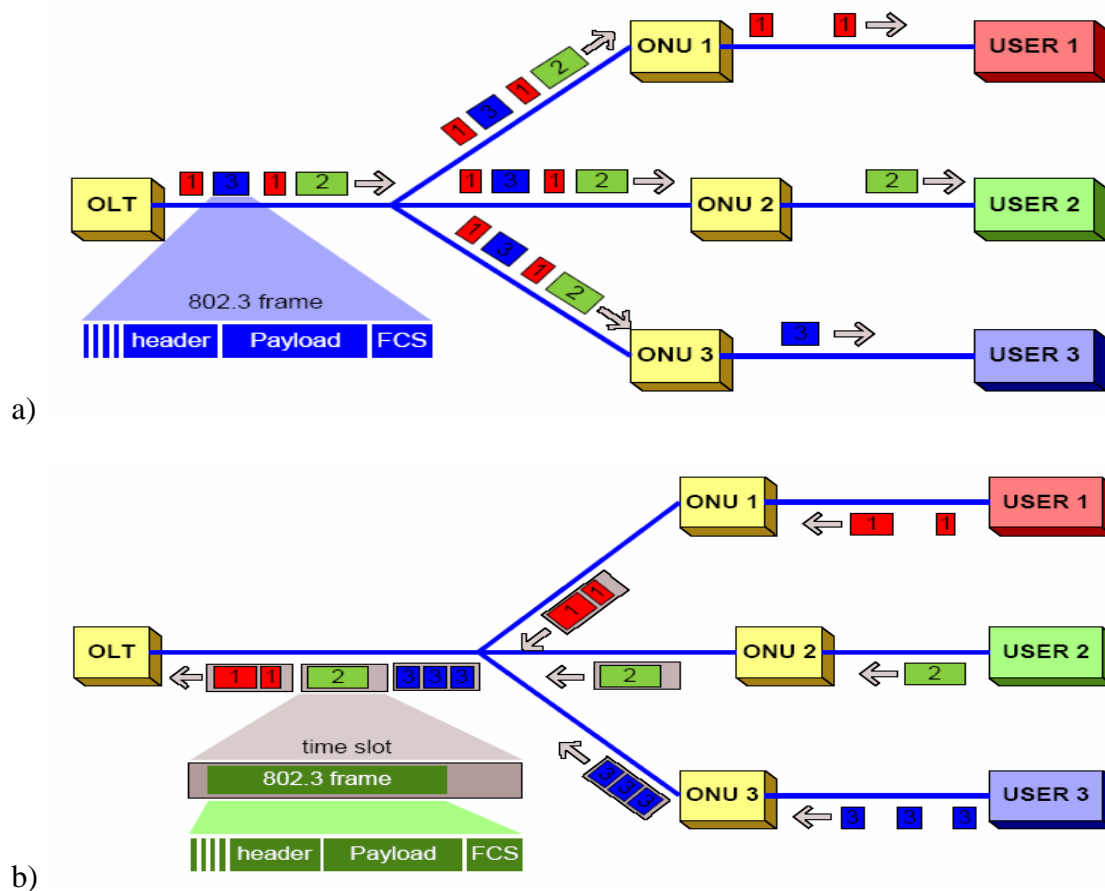 ONU 1
1 1
USER 1
1 3 1 2
OLT
1 3 1 2
1 3 1 2
ONU 2
2
USER 2
1 3 1 2
802.3 frame
header Payload FCS
ONU 3
3
USER 3
a)
ONU 1
1 1
USER 1
1 1
OLT
1 1 2 3 3 3
2
ONU 2
2
USER 2
time slot
802.3 frame
3 3 3
ONU 3
3 3 3
USER 3
header Payload FCS
b)